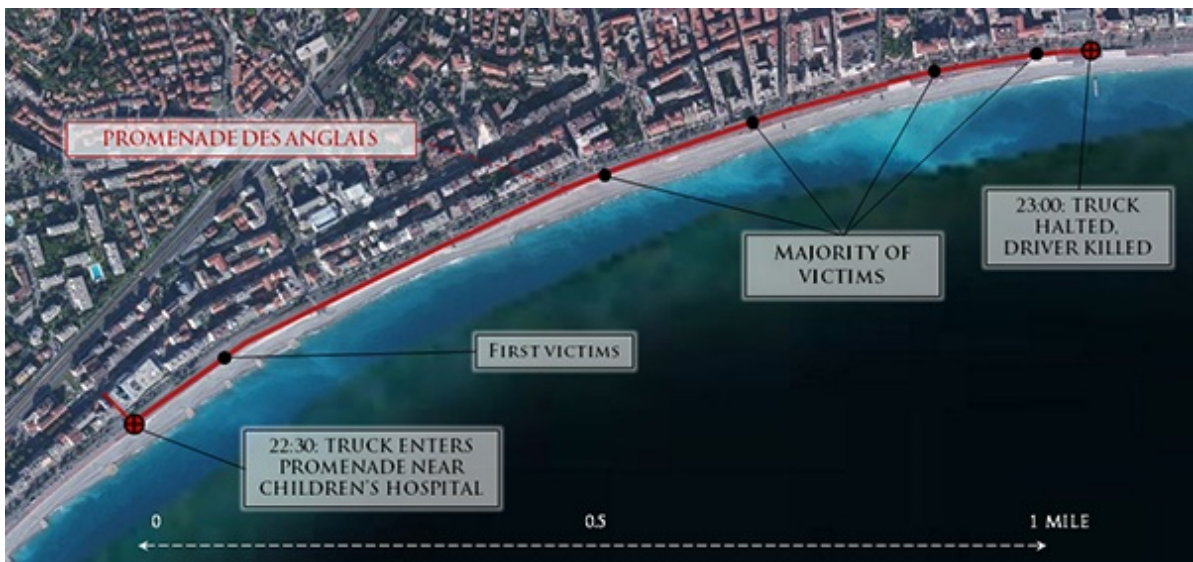 PROMENADE DES ANGLAIS
23:00: TRUCK
HALTED,
DRIVER KILLED
MAJORITY OF
VICTIMS
FIRST VICTIMS
22:30: TRUCK ENTERS
PROMENADE NEAR
CHILDREN'S HOSPITAL
0 0.5 1 MILE